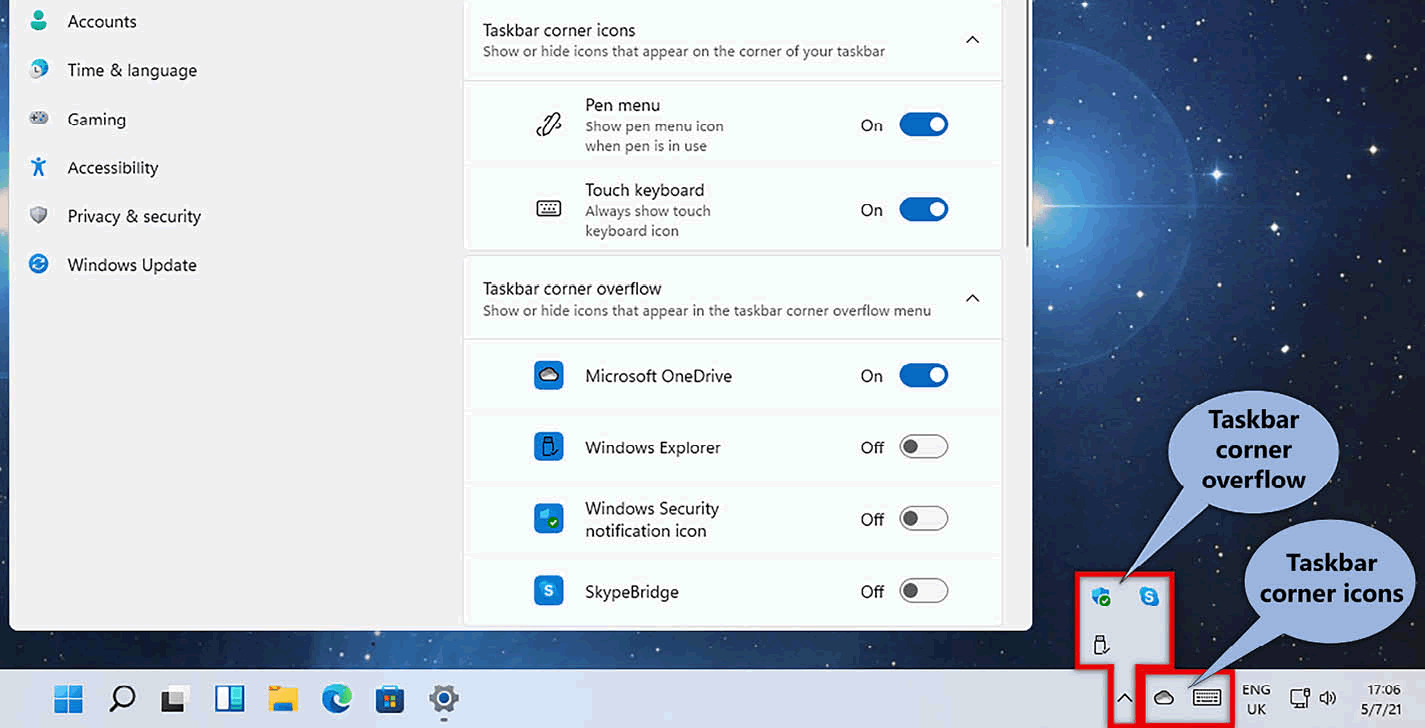 Accounts
Time & language
Gaming
Accessibility
Privacy & security
Windows Update
Taskbar corner icons
Show or hide icons that appear on the corner of your taskbar
Pen menu
Show pen menu icon
when pen is in use
On
Touch keyboard
Always show touch
keyboard icon
On
Taskbar corner overflow
Show or hide icons that appear in the taskbar corner overflow menu
Microsoft OneDrive
On
Windows Explorer
Off
Windows Security
notification icon
Off
SkypeBridge
Off
Taskbar
corner
overflow
Taskbar
corner icons
ENG
UK
17:06
5/7/21